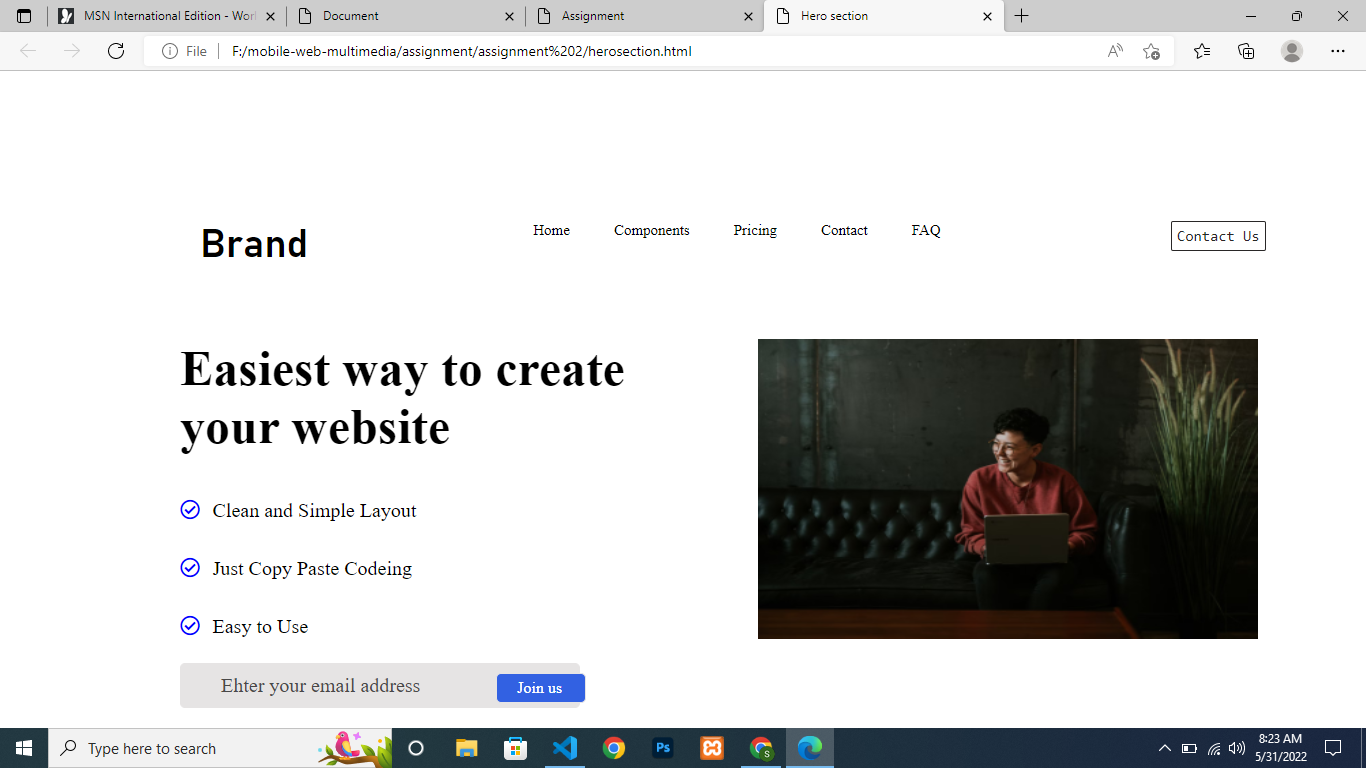 MSN International Edition - Wor
Document
Assignment
Hero section
File
F:/mobile-web-multimedia/assignment/assignment%202/herosection.html
Brand
Home
Components
Pricing
Contact
FAQ
Contact Us
Easiest way to create
your website
Clean and Simple Layout
Just Copy Paste Codeing
Easy to Use
Ehter your email address
Join us
Type here to search
Ps
S
8:23 AM
5/31/2022